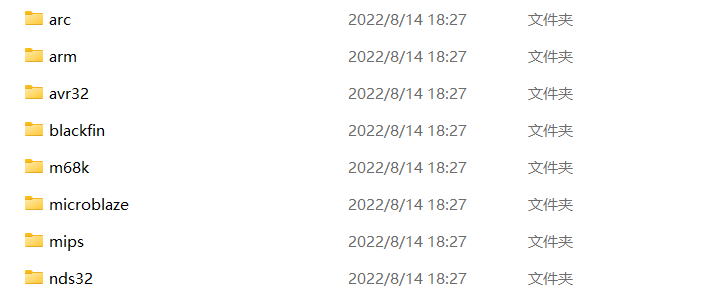 arc 2022/8/14 18:27 文件夹
arm 2022/8/14 18:27 文件夹
avr32 2022/8/14 18:27 文件夹
blackfin 2022/8/14 18:27 文件夹
m68k 2022/8/14 18:27 文件夹
microblaze 2022/8/14 18:27 文件夹
mips 2022/8/14 18:27 文件夹
nds32 2022/8/14 18:27 文件夹